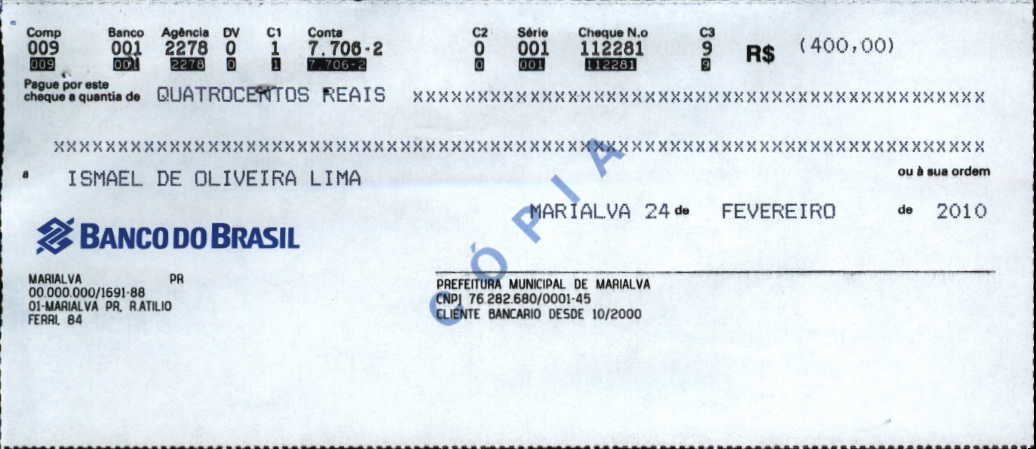 Comp Banco Agência DV C1 Conta C2 Série Cheque N.o C3
009 001 2278 0 1 7.706-2 0 001 112281 9 R$ (400,00)
009 001 2278 0 1 7.706-2 0 001 112281 9
Pague por este
cheque a quantia de QUATROCENTOS REAIS XXXXXXXXXXXXXXXXXXXXXXXXXXXXXXXXXXXXXXXXXXXXX
XXXXXXXXXXXXXXXXXXXXXXXXXXXXXXXXXXXXXXXXXXXXXXXXXXXXXXXXXXXXXXXXXXXXXXXXX
a ISMAEL DE OLIVEIRA LIMA ou à sua ordem
MARIALVA 24 de FEVEREIRO de 2010
BANCO DO BRASIL
CÓPIA
MARIALVA PR
00.000.000/1691-88
01-MARIALVA PR, R.ATILIO
FERRI, 84
PREFEITURA MUNICIPAL DE MARIALVA
CNPJ 76.282.680/0001-45
CLIENTE BANCARIO DESDE 10/2000